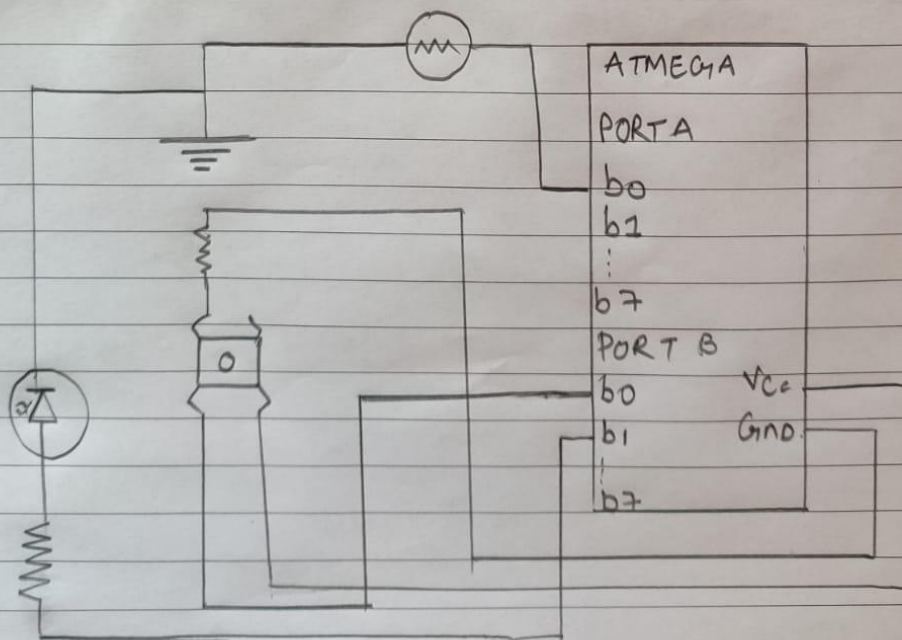 ATMEGA
PORTA
b0
b1
b7
PORT B
b0 Vcc
b1 GND.
b7
0